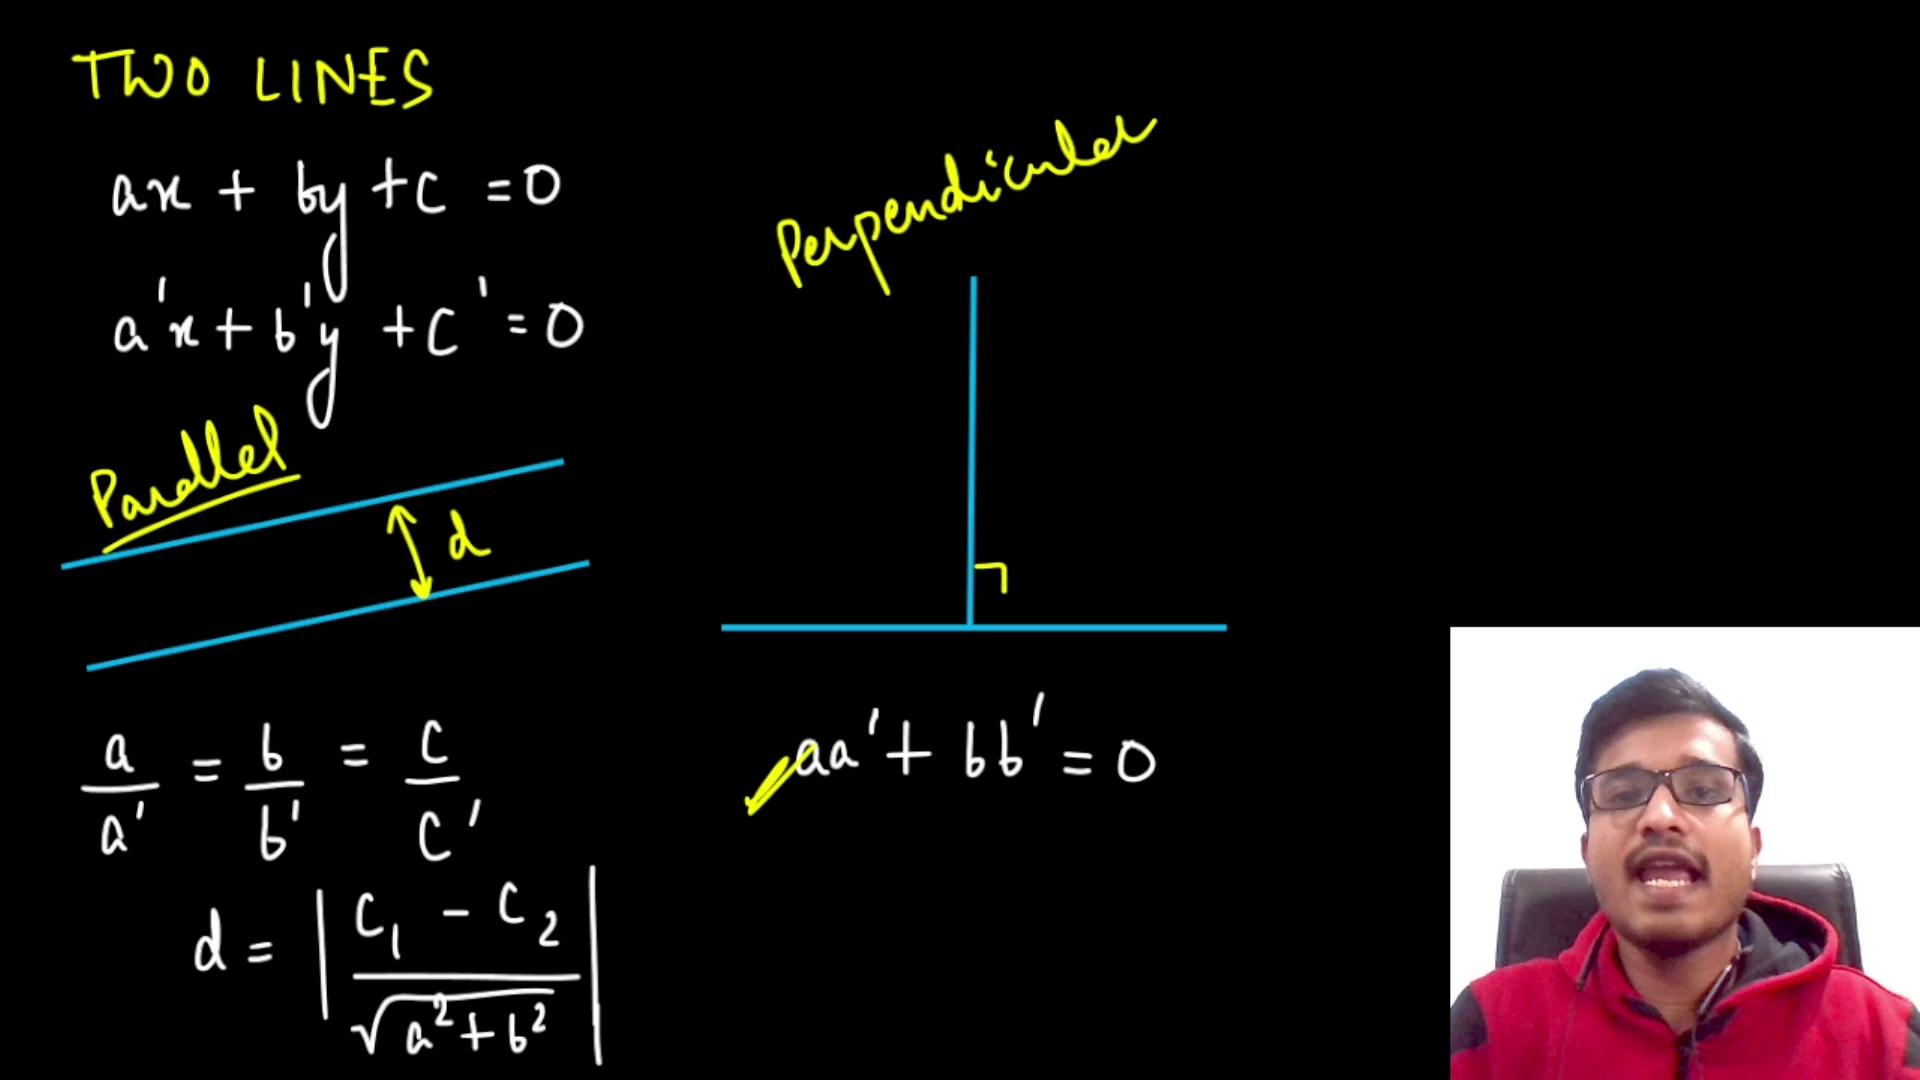 TWO LINES
ax + by + c = 0
a'x + b'y + c' = 0
Parallel
d
a/a' = b/b' = c/c'
d = | (c₁ - c₂) / √(a² + b²) |
Perpendicular
aa' + bb' = 0